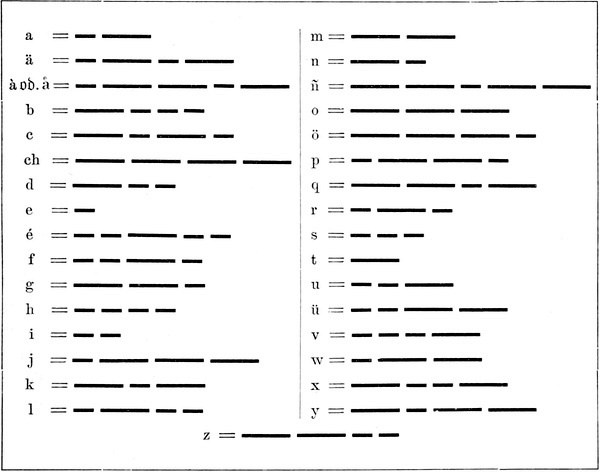 a = - —
ä = - — - —
à od. å = - — — - —
b = — - - -
c = — - — -
ch = — — — —
d = — - -
e = -
é = - - — - -
f = - - — -
g = — — -
h = - - - -
i = - -
j = - — — —
k = — - —
l = - — - -
m = — —
n = — -
ñ = — — - — —
o = — — —
ö = — — — -
p = - — — -
q = — — - —
r = - — -
s = - - -
t = —
u = - - —
ü = - - — —
v = - - - —
w = - — —
x = — - - —
y = — - — —
z = — — - -